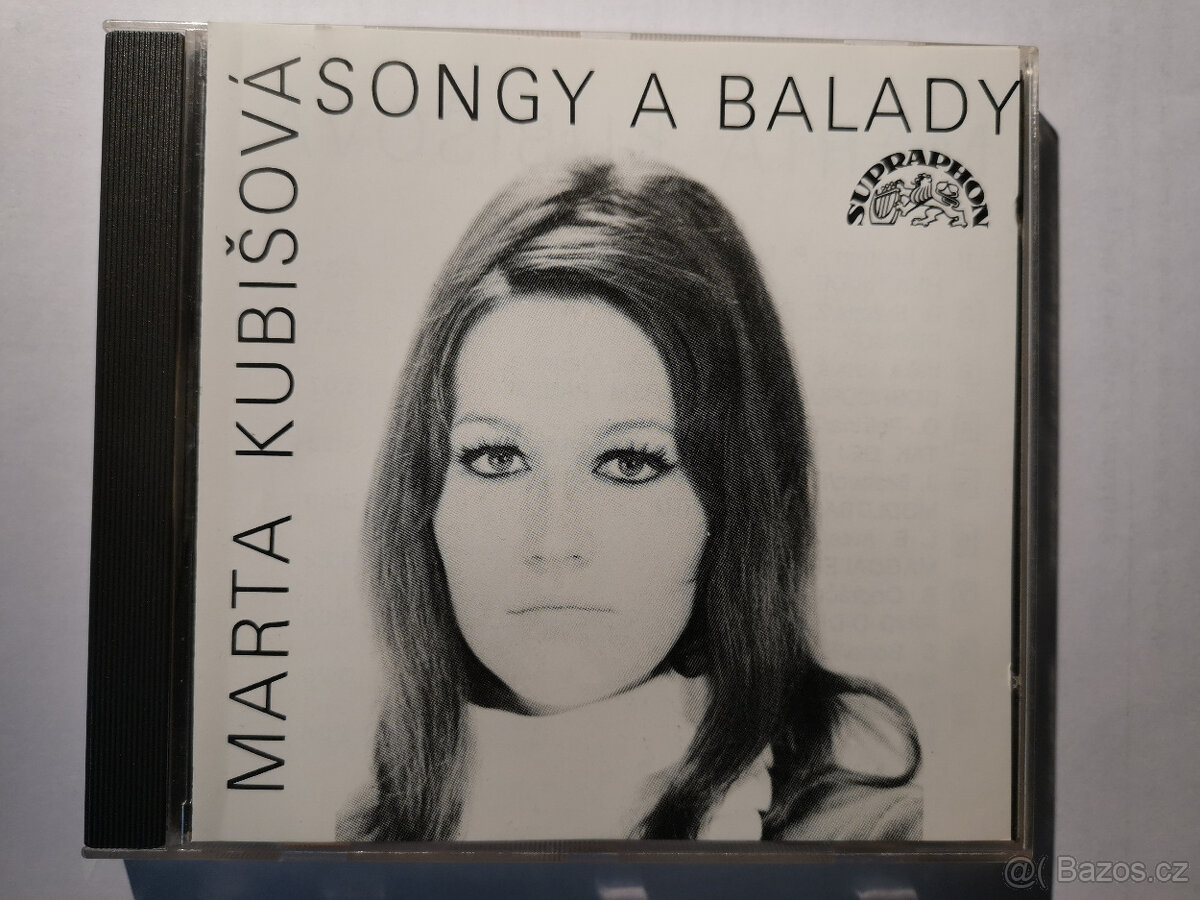 SONGY A BALADY
MARTA KUBIŠOVÁ
SUPRAPHON
@( Bazos.cz